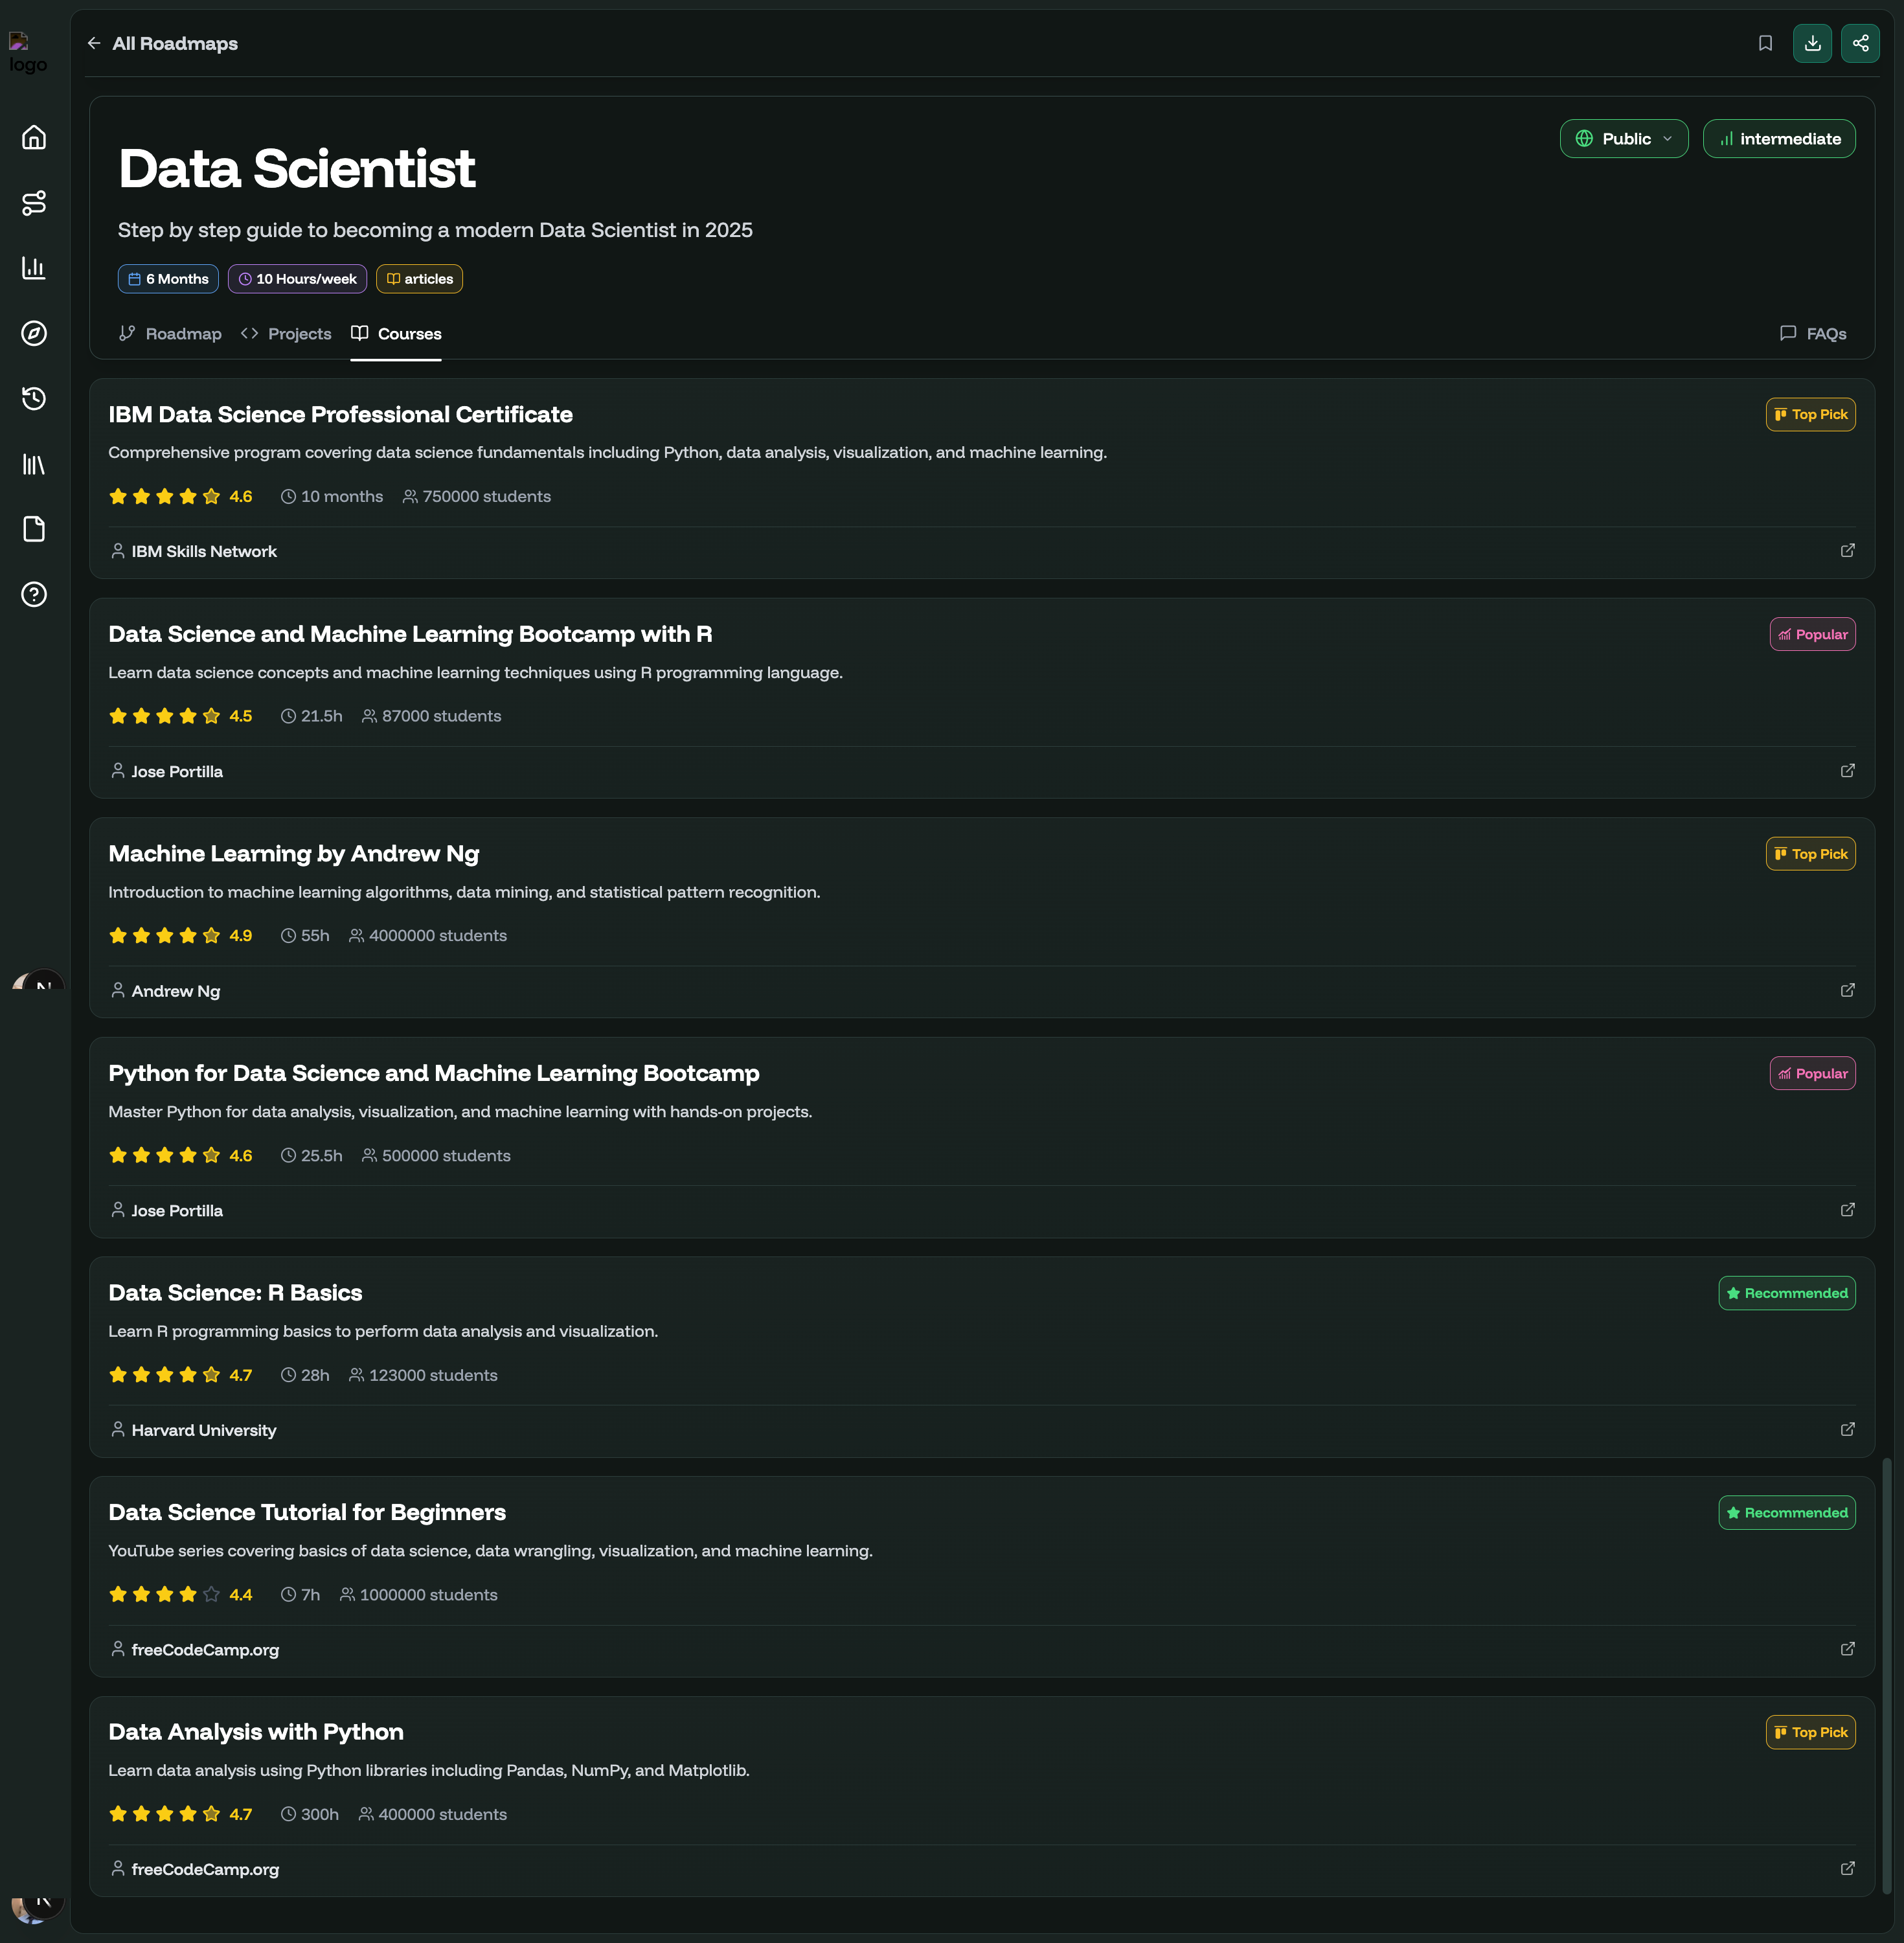 logo
All Roadmaps
Public
intermediate
Data Scientist
Step by step guide to becoming a modern Data Scientist in 2025
6 Months
10 Hours/week
articles
Roadmap
Projects
Courses
FAQs
IBM Data Science Professional Certificate
Top Pick
Comprehensive program covering data science fundamentals including Python, data analysis, visualization, and machine learning.
4.6
10 months
750000 students
IBM Skills Network
Data Science and Machine Learning Bootcamp with R
Popular
Learn data science concepts and machine learning techniques using R programming language.
4.5
21.5h
87000 students
Jose Portilla
Machine Learning by Andrew Ng
Top Pick
Introduction to machine learning algorithms, data mining, and statistical pattern recognition.
4.9
55h
4000000 students
Andrew Ng
Python for Data Science and Machine Learning Bootcamp
Popular
Master Python for data analysis, visualization, and machine learning with hands-on projects.
4.6
25.5h
500000 students
Jose Portilla
Data Science: R Basics
Recommended
Learn R programming basics to perform data analysis and visualization.
4.7
28h
123000 students
Harvard University
Data Science Tutorial for Beginners
Recommended
YouTube series covering basics of data science, data wrangling, visualization, and machine learning.
4.4
7h
1000000 students
freeCodeCamp.org
Data Analysis with Python
Top Pick
Learn data analysis using Python libraries including Pandas, NumPy, and Matplotlib.
4.7
300h
400000 students
freeCodeCamp.org